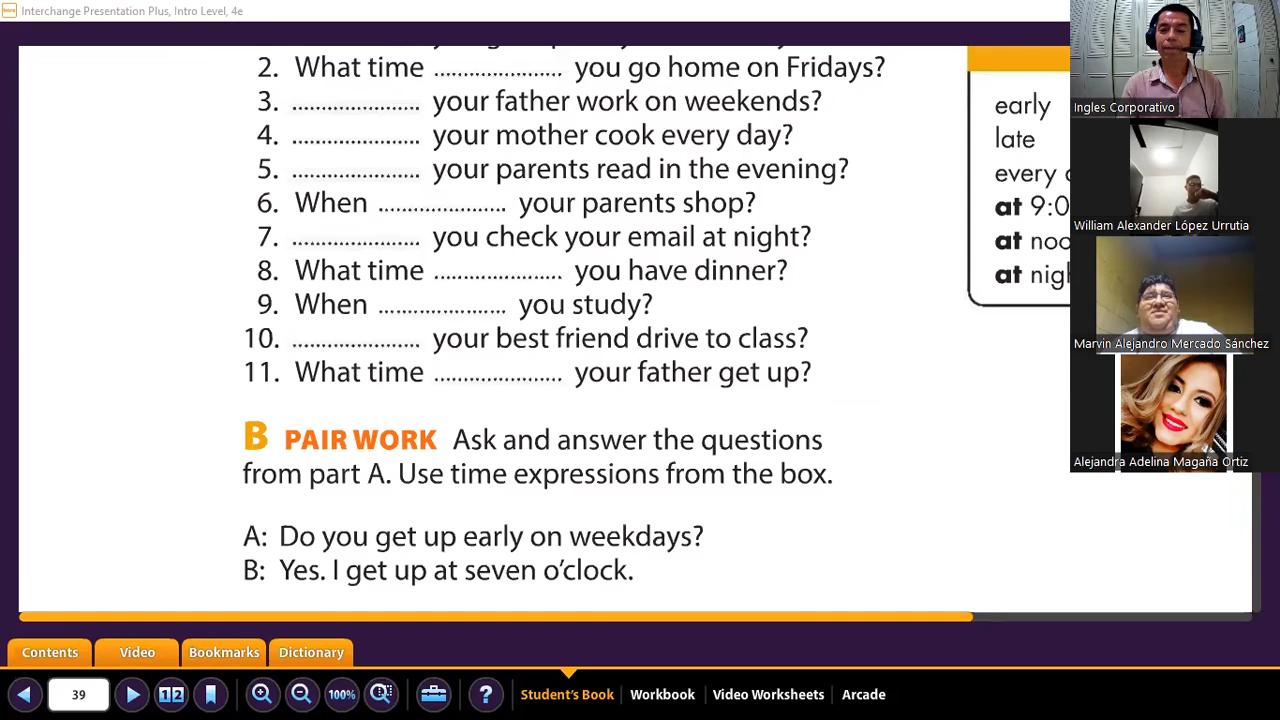 Interchange Presentation Plus, Intro Level, 4e
2. What time ..................... you go home on Fridays?
3. ..................... your father work on weekends?
4. ..................... your mother cook every day?
5. ..................... your parents read in the evening?
6. When ..................... your parents shop?
7. ..................... you check your email at night?
8. What time ..................... you have dinner?
9. When ..................... you study?
10. ..................... your best friend drive to class?
11. What time ..................... your father get up?
early
late
every
at 9:0
at noo
at nig
B PAIR WORK Ask and answer the questions
from part A. Use time expressions from the box.
A: Do you get up early on weekdays?
B: Yes. I get up at seven o'clock.
Ingles Corporativo
William Alexander López Urrutia
Marvin Alejandro Mercado Sánchez
Alejandra Adelina Magaña Ortiz
Contents Video Bookmarks Dictionary
39 1 2 100% ? Student's Book Workbook Video Worksheets Arcade